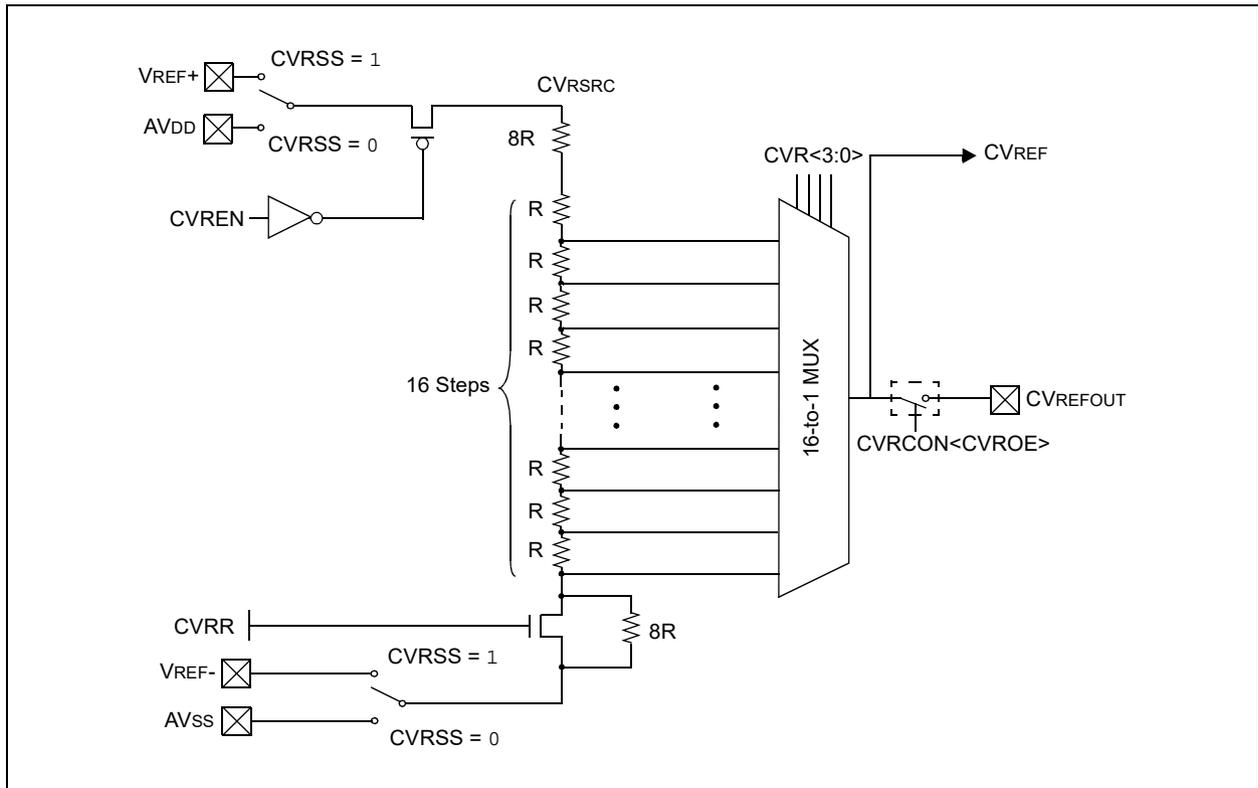 CVRSS = 1
VREF+
CVRSRC
AVDD
8R
CVRSS = 0
CVR<3:0>
CVREF
CVREN
R
R
R
R
16 Steps
16-to-1 MUX
CVREFOUT
CVRCON<CVROE>
R
R
R
CVRR
8R
CVRSS = 1
VREF-
AVSS
CVRSS = 0